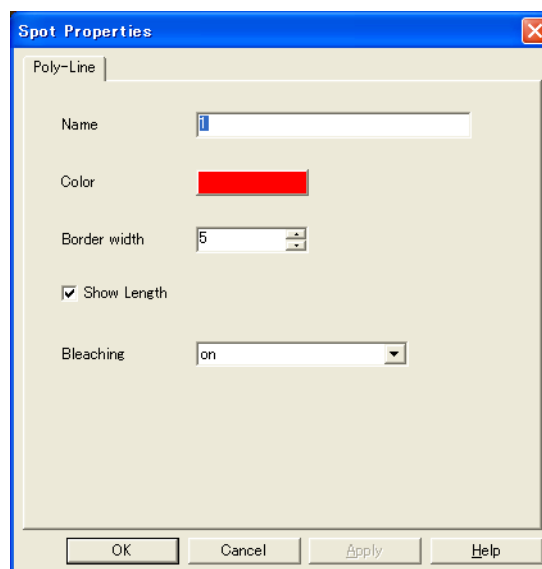 Spot Properties
Poly-Line
Name 1
Color
Border width 5
Show Length
Bleaching on
OK Cancel Apply Help